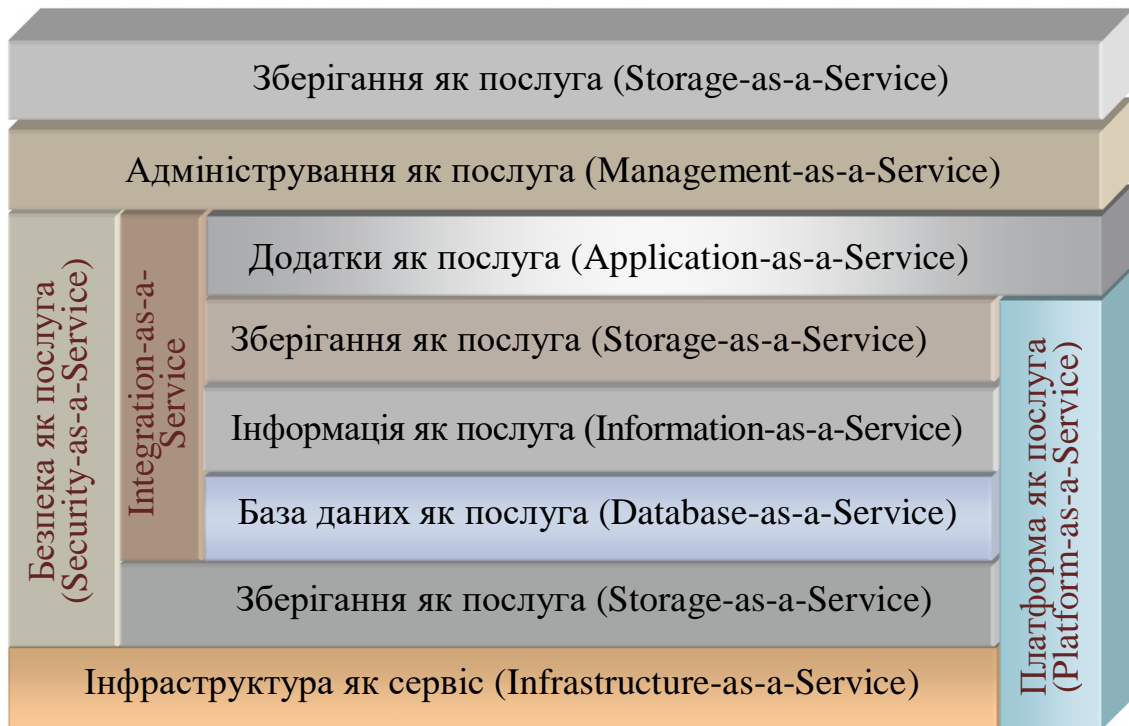 Зберігання як послуга (Storage-as-a-Service)
Адміністрування як послуга (Management-as-a-Service)
Безпека як послуга
(Security-as-a-Service)
Integration-as-a-
Service
Додатки як послуга (Application-as-a-Service)
Зберігання як послуга (Storage-as-a-Service)
Інформація як послуга (Information-as-a-Service)
База даних як послуга (Database-as-a-Service)
Зберігання як послуга (Storage-as-a-Service)
Платформа як послуга
(Platform-as-a-Service)
Інфраструктура як сервіс (Infrastructure-as-a-Service)